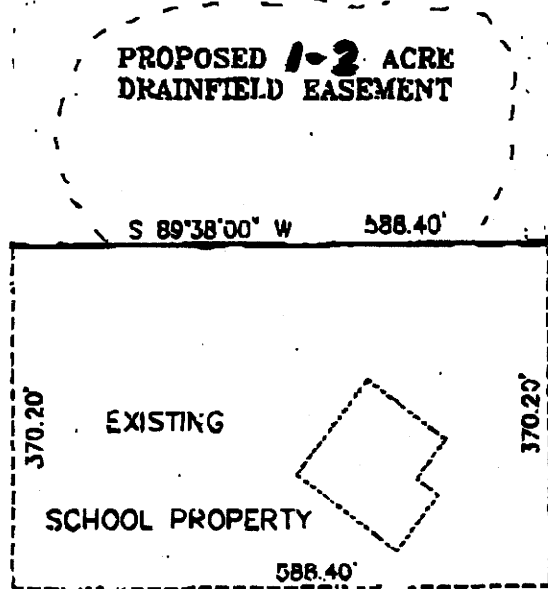 PROPOSED 1-2 ACRE
DRAINFIELD EASEMENT
S 89°38'00" W 588.40'
370.20'
EXISTING
370.20'
SCHOOL PROPERTY
588.40'